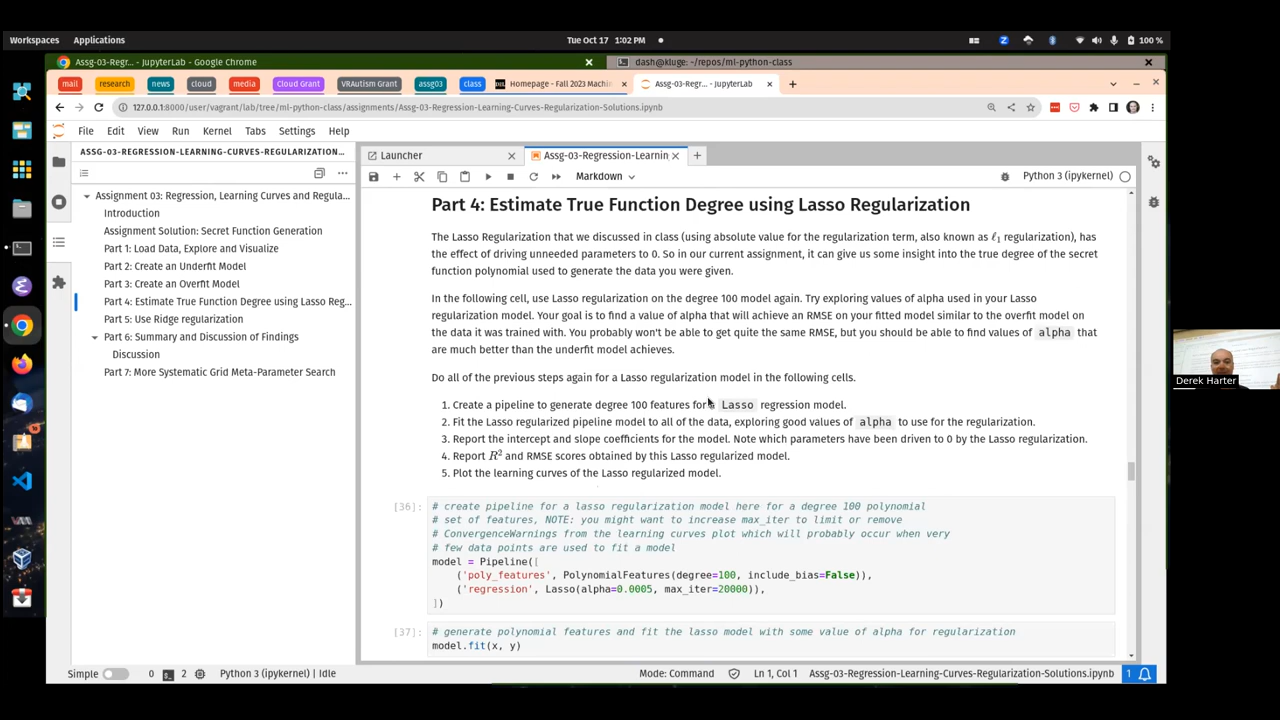 Workspaces Applications Tue Oct 17 1:02 PM 100 %
Assg-03-Regr... - JupyterLab - Google Chrome dash@kluge: ~/repos/ml-python-class
mail research news cloud media Cloud Grant VRAutism Grant assg03 class Homepage - Fall 2023 Machin Assg-03-Regr... - JupyterLab
127.0.0.1:8000/user/vagrant/lab/tree/ml-python-class/assignments/Assg-03-Regression-Learning-Curves-Regularization-Solutions.ipynb
File Edit View Run Kernel Tabs Settings Help
ASSG-03-REGRESSION-LEARNING-CURVES-REGULARIZATION...
Launcher Assg-03-Regression-Learnin
Markdown Python 3 (ipykernel)
Assignment 03: Regression, Learning Curves and Regula...
Introduction
Assignment Solution: Secret Function Generation
Part 1: Load Data, Explore and Visualize
Part 2: Create an Underfit Model
Part 3: Create an Overfit Model
Part 4: Estimate True Function Degree using Lasso Reg...
Part 5: Use Ridge regularization
Part 6: Summary and Discussion of Findings
Discussion
Part 7: More Systematic Grid Meta-Parameter Search
Part 4: Estimate True Function Degree using Lasso Regularization
The Lasso Regularization that we discussed in class (using absolute value for the regularization term, also known as ℓ1 regularization), has
the effect of driving unneeded parameters to 0. So in our current assignment, it can give us some insight into the true degree of the secret
function polynomial used to generate the data you were given.
In the following cell, use Lasso regularization on the degree 100 model again. Try exploring values of alpha used in your Lasso
regularization model. Your goal is to find a value of alpha that will achieve an RMSE on your fitted model similar to the overfit model on
the data it was trained with. You probably won't be able to get quite the same RMSE, but you should be able to find values of alpha that
are much better than the underfit model achieves.
Do all of the previous steps again for a Lasso regularization model in the following cells.
1. Create a pipeline to generate degree 100 features for a Lasso regression model.
2. Fit the Lasso regularized pipeline model to all of the data, exploring good values of alpha to use for the regularization.
3. Report the intercept and slope coefficients for the model. Note which parameters have been driven to 0 by the Lasso regularization.
4. Report R² and RMSE scores obtained by this Lasso regularized model.
5. Plot the learning curves of the Lasso regularized model.
[36]: # create pipeline for a lasso regularization model here for a degree 100 polynomial
# set of features, NOTE: you might want to increase max_iter to limit or remove
# ConvergenceWarnings from the learning curves plot which will probably occur when very
# few data points are used to fit a model
model = Pipeline([
('poly_features', PolynomialFeatures(degree=100, include_bias=False)),
('regression', Lasso(alpha=0.0005, max_iter=20000)),
])
[37]: # generate polynomial features and fit the lasso model with some value of alpha for regularization
model.fit(x, y)
Simple 0 2 Python 3 (ipykernel) | Idle Mode: Command Ln 1, Col 1 Assg-03-Regression-Learning-Curves-Regularization-Solutions.ipynb 1
Derek Harter